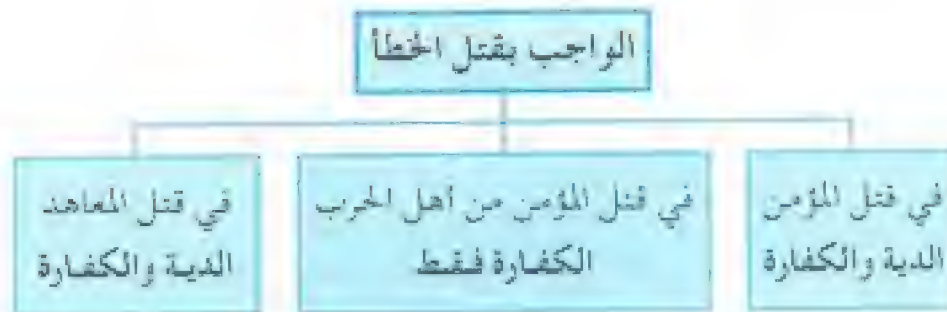 الواجب بقتل الخطأ
في قتل المؤمن
الدية والكفارة
في قتل المؤمن من أهل الحرب
الكفارة فقط
في قتل المعاهد
الدية والكفارة